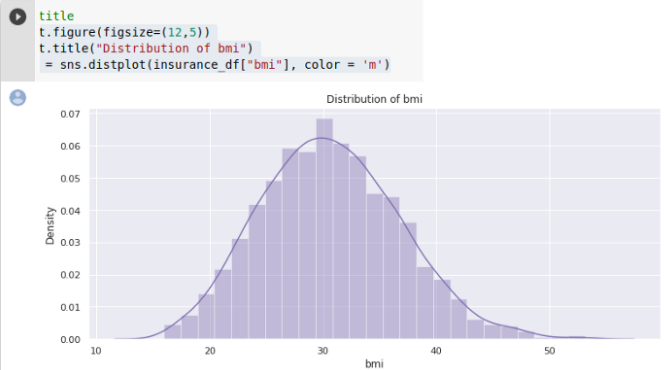 title
t.figure(figsize=(12,5))
t.title("Distribution of bmi")
= sns.distplot(insurance_df["bmi"], color = 'm')
Distribution of bmi
0.07
0.06
0.05
0.04
0.03
0.02
0.01
0.00
Density
10 20 30 40 50
bmi